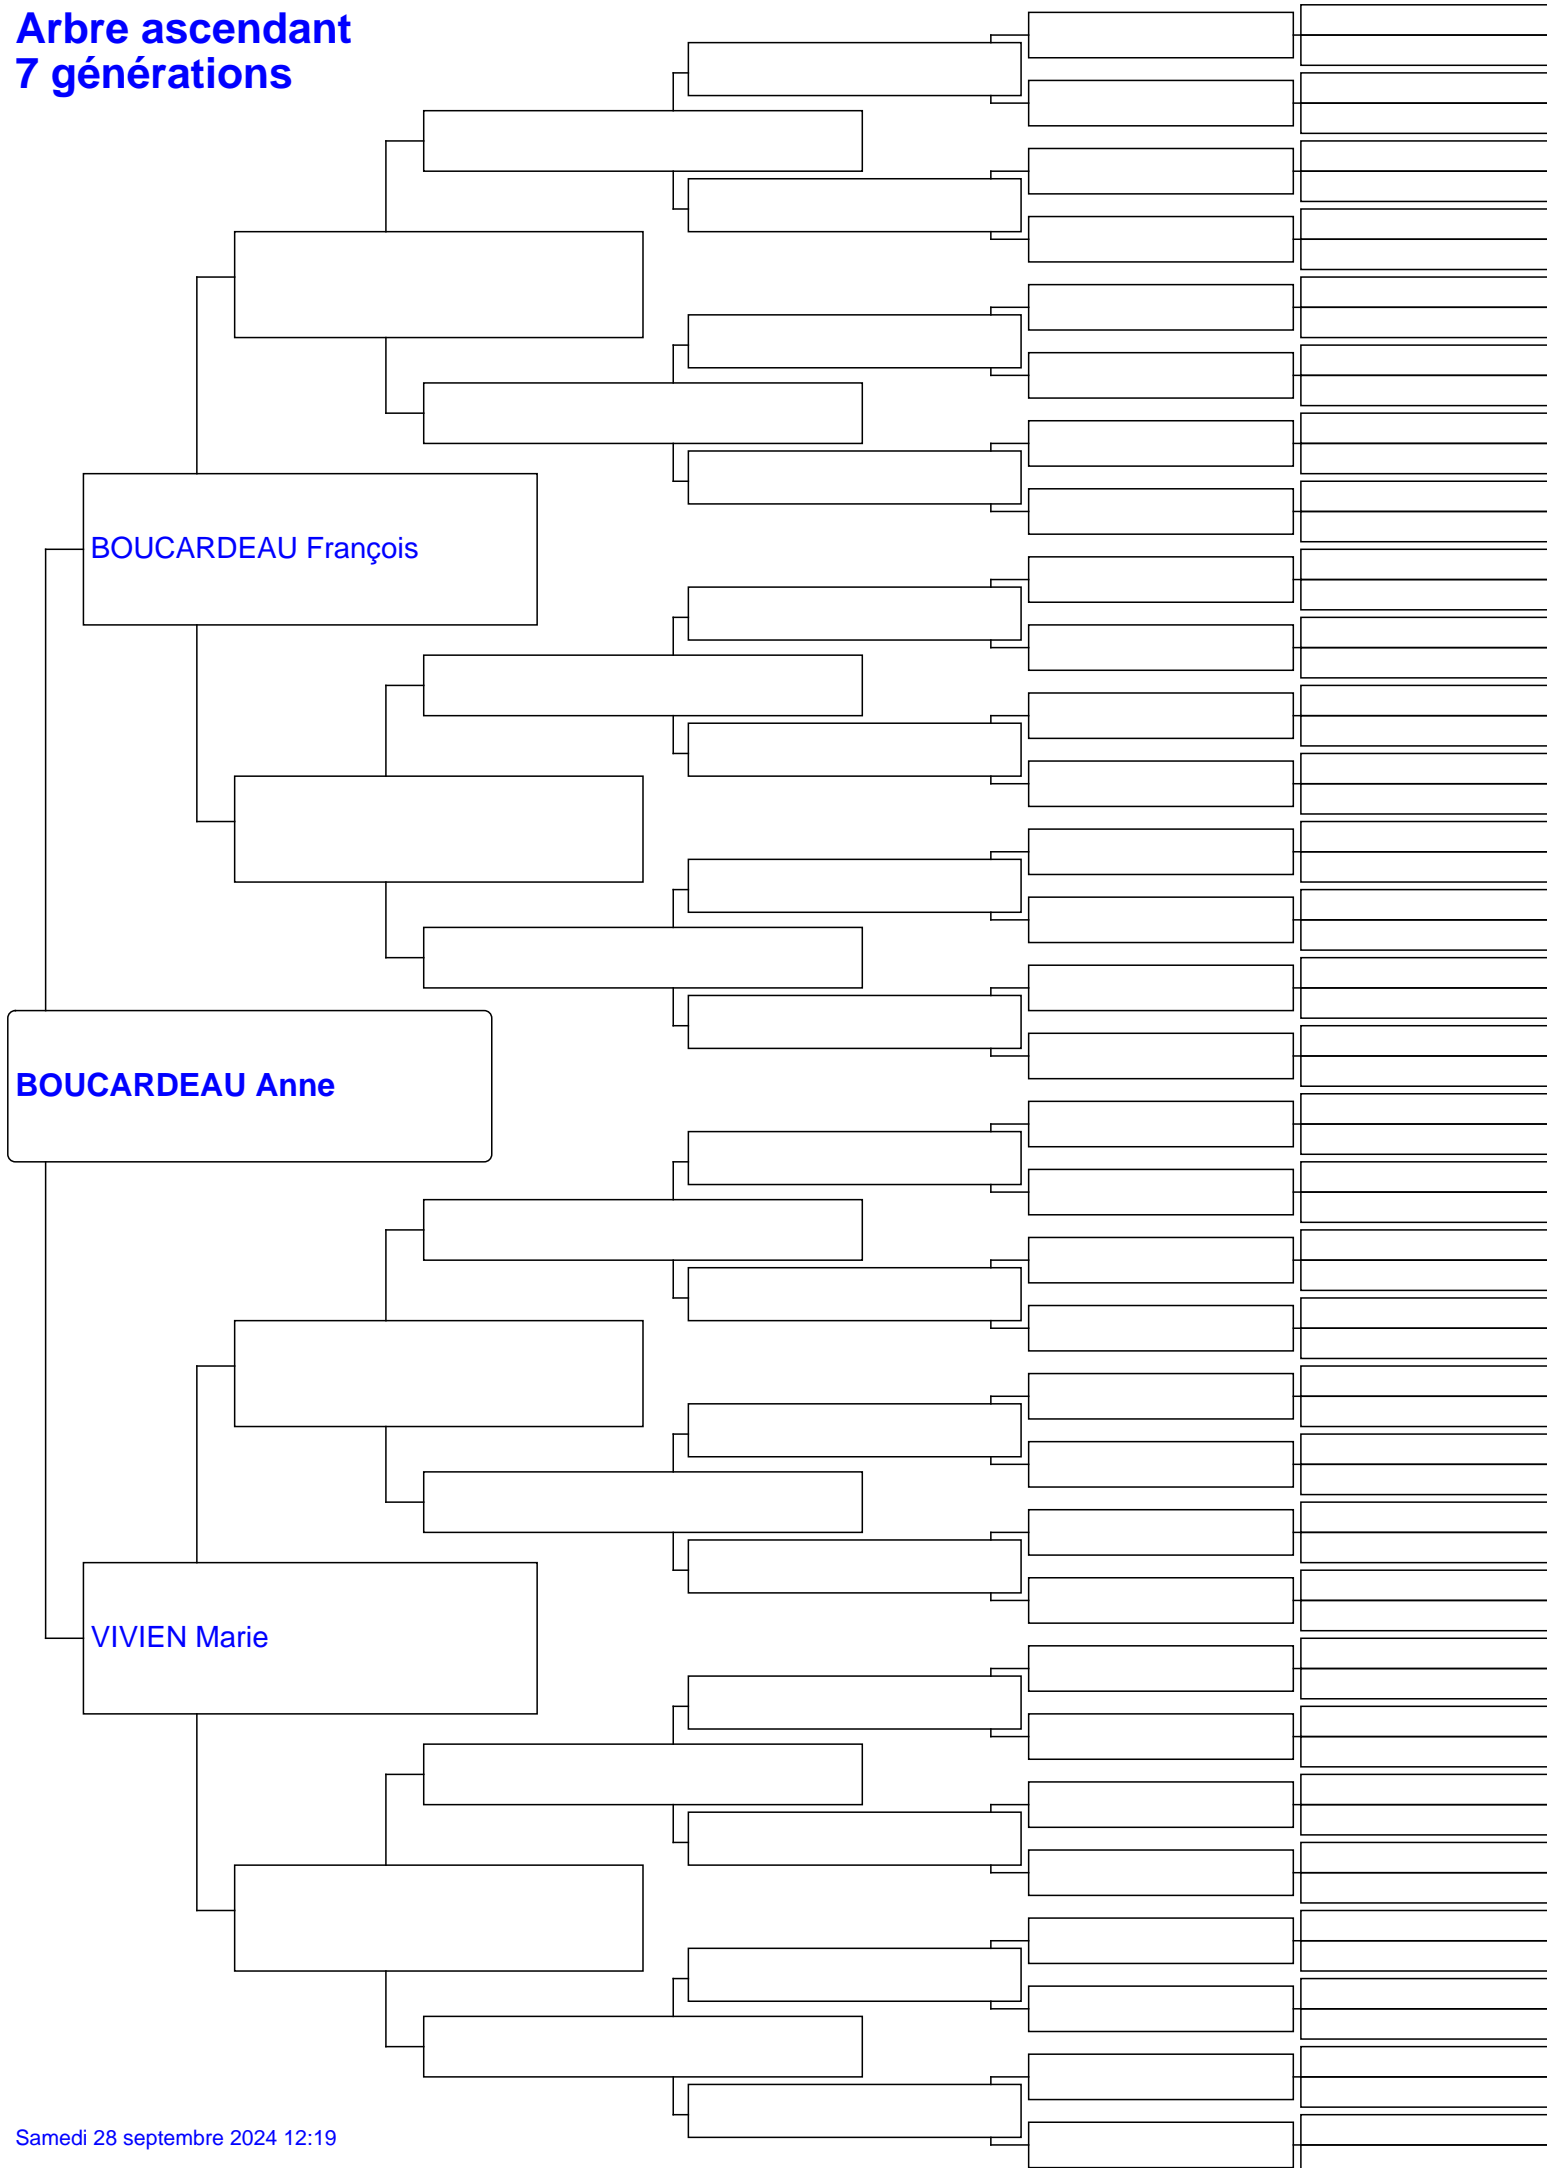 Arbre ascendant
7 générations
BOUCARDEAU François
BOUCARDEAU Anne
VIVIEN Marie
Samedi 28 septembre 2024 12:19